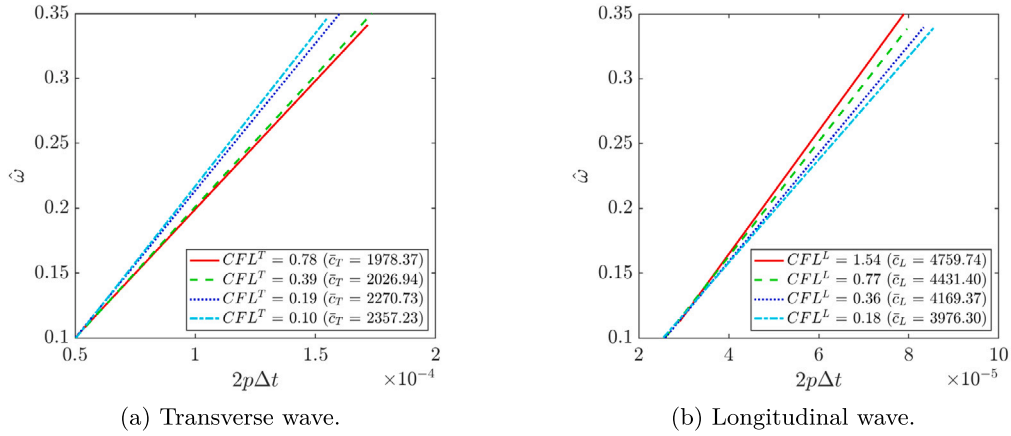 0.35
0.3
0.25
0.2
0.15
0.1
ω̂
CFL^T = 0.78 (c̄_T = 1978.37)
CFL^T = 0.39 (c̄_T = 2026.94)
CFL^T = 0.19 (c̄_T = 2270.73)
CFL^T = 0.10 (c̄_T = 2357.23)
0.5 1 1.5 2
2pΔt
×10⁻⁴
(a) Transverse wave.
0.35
0.3
0.25
0.2
0.15
0.1
ω̂
CFL^L = 1.54 (c̄_L = 4759.74)
CFL^L = 0.77 (c̄_L = 4431.40)
CFL^L = 0.36 (c̄_L = 4169.37)
CFL^L = 0.18 (c̄_L = 3976.30)
2 4 6 8 10
2pΔt
×10⁻⁵
(b) Longitudinal wave.